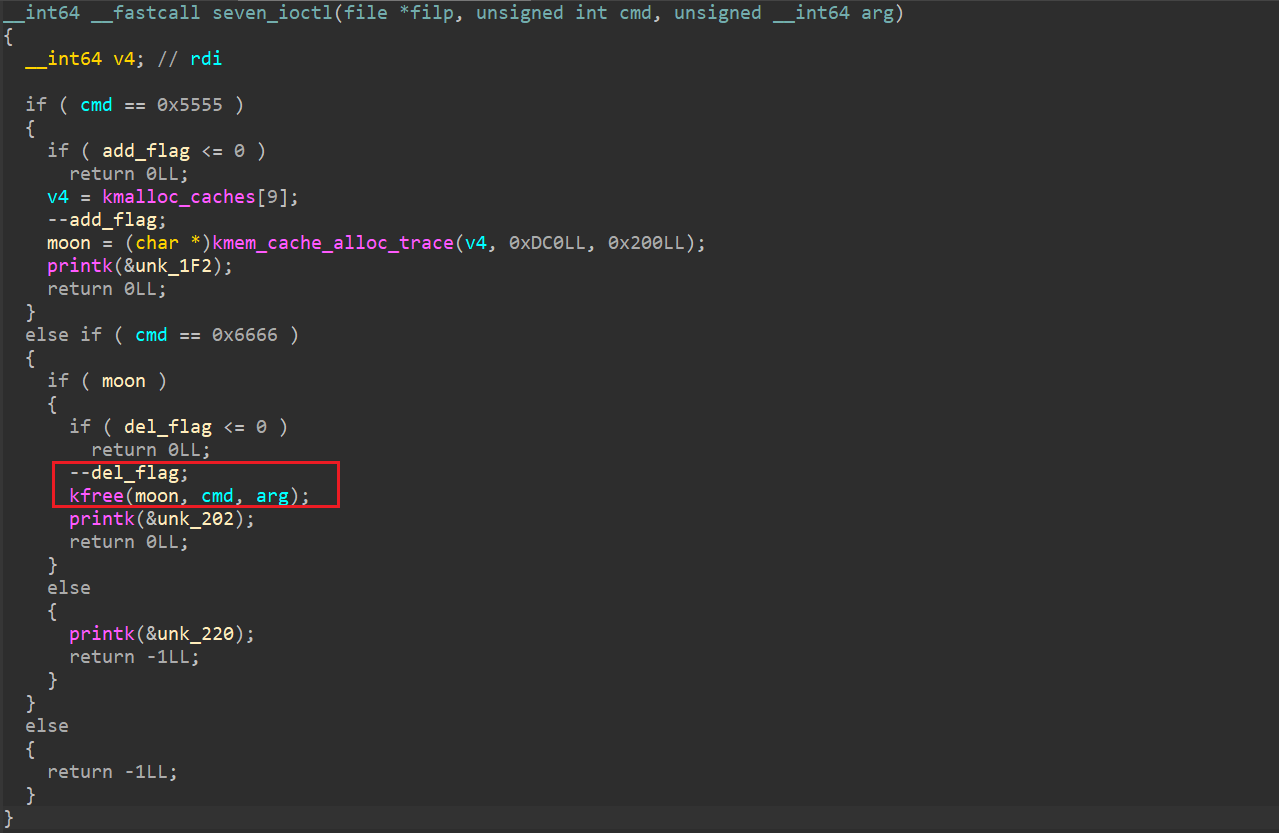 __int64 __fastcall seven_ioctl(file *filp, unsigned int cmd, unsigned __int64 arg)
{
  __int64 v4; // rdi

  if ( cmd == 0x5555 )
  {
    if ( add_flag <= 0 )
      return 0LL;
    v4 = kmalloc_caches[9];
    --add_flag;
    moon = (char *)kmem_cache_alloc_trace(v4, 0xDC0LL, 0x200LL);
    printk(&unk_1F2);
    return 0LL;
  }
  else if ( cmd == 0x6666 )
  {
    if ( moon )
    {
      if ( del_flag <= 0 )
        return 0LL;
      --del_flag;
      kfree(moon, cmd, arg);
      printk(&unk_202);
      return 0LL;
    }
    else
    {
      printk(&unk_220);
      return -1LL;
    }
  }
  else
  {
    return -1LL;
  }
}